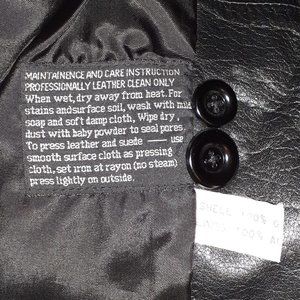 MAINTAINENCE AND CARE INSTRUCTION
PROFESSIONALLY LEATHER CLEAN ONLY
When wet, dry away from heat. For
stains and surface soil, wash with mild
soap and soft damp cloth, Wipe dry,
dust with baby powder to seal pores.
To press leather and suede —— use
smooth surface cloth as pressing
cloth, set iron at rayon (no steam)
press lightly on outside.
100%
100%